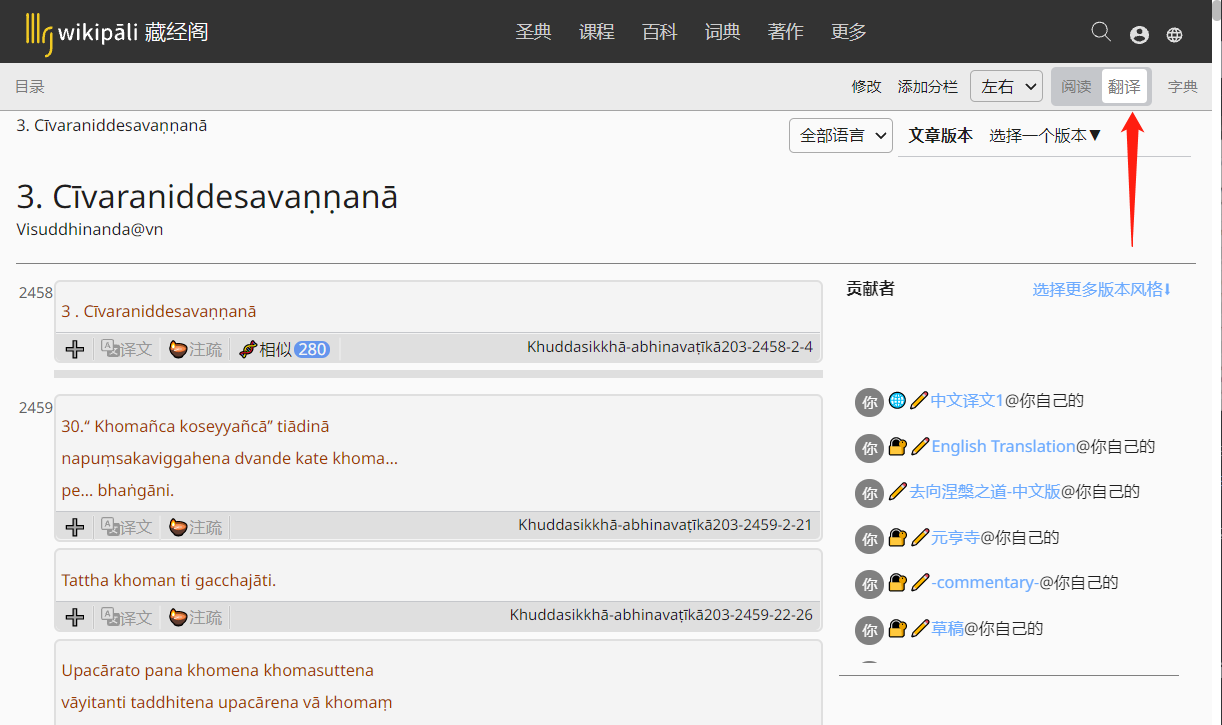 wikipāli 藏经阁
圣典 课程 百科 词典 著作 更多
目录
修改 添加分栏 左右 阅读 翻译 字典
3. Cīvaraniddesavaṇṇanā
全部语言 文章版本 选择一个版本▼
3. Cīvaraniddesavaṇṇanā
Visuddhinanda@vn
2458
3 . Cīvaraniddesavaṇṇanā
译文 注疏 相似 280 Khuddasikkhā-abhinavaṭīkā203-2458-2-4
2459
30.“ Khomañca koseyyañcā” tiādinā
napuṃsakaviggahena dvande kate khoma...
pe... bhaṅgāni.
译文 注疏 Khuddasikkhā-abhinavaṭīkā203-2459-2-21
Tattha khoman ti gacchajāti.
译文 注疏 Khuddasikkhā-abhinavaṭīkā203-2459-22-26
Upacārato pana khomena khomasuttena
vāyitanti taddhitena upacārena vā khomaṃ
贡献者 选择更多版本风格⬇
你 中文译文1@你自己的
你 English Translation@你自己的
你 去向涅槃之道-中文版@你自己的
你 元亨寺@你自己的
你 -commentary-@你自己的
你 草稿@你自己的